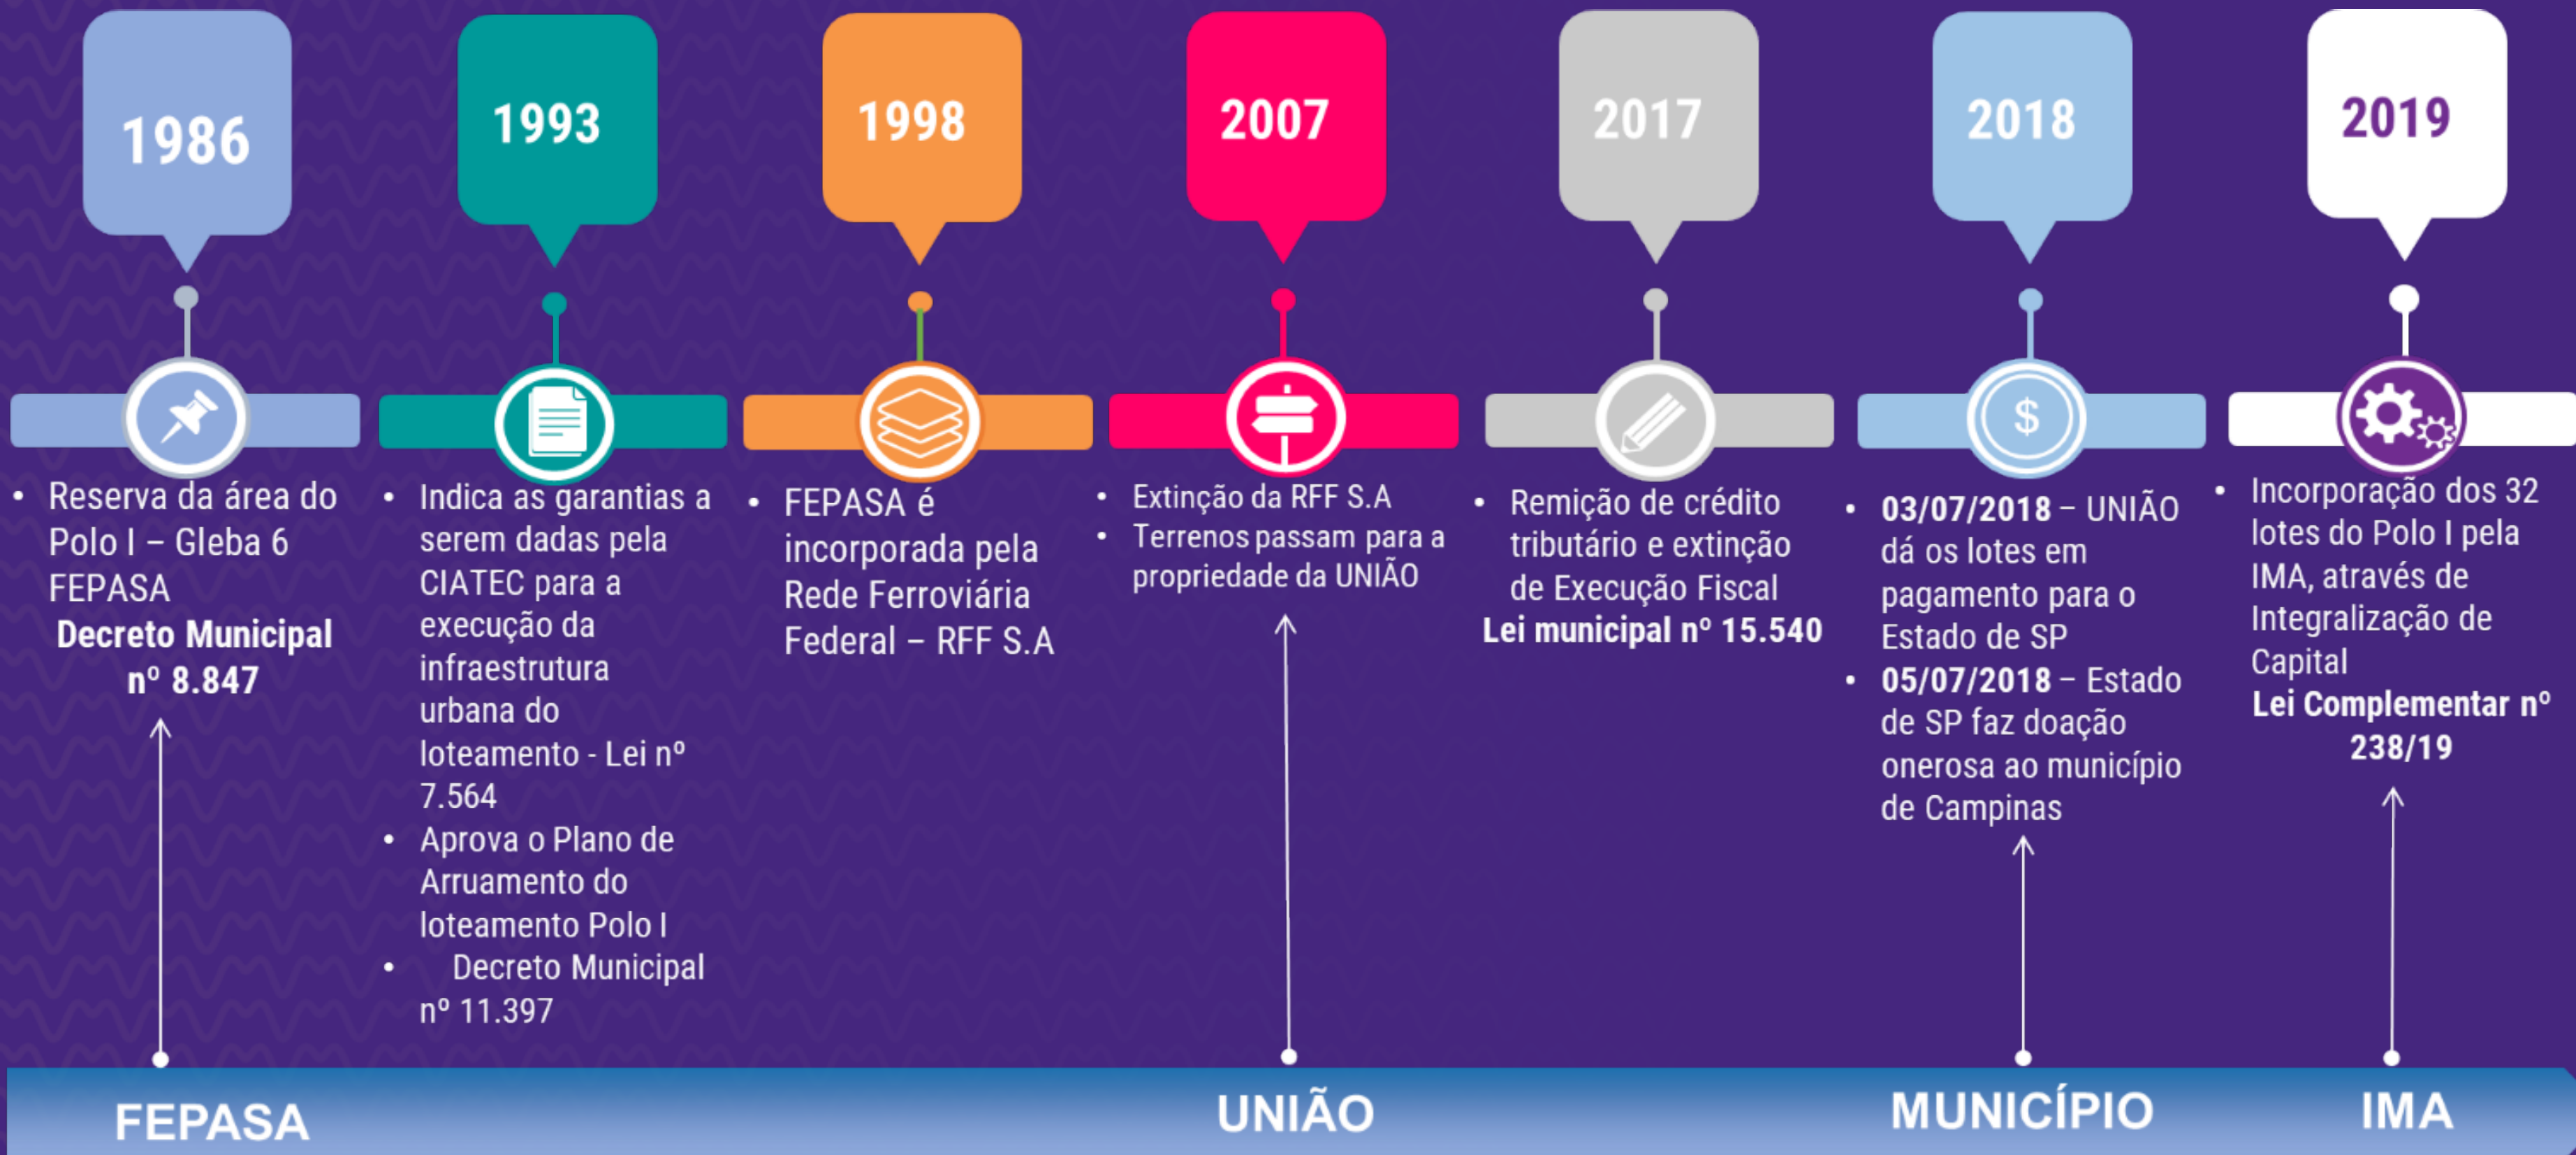 1986
• Reserva da área do
Polo I – Gleba 6
FEPASA
Decreto Municipal
nº 8.847
1993
• Indica as garantias a
serem dadas pela
CIATEC para a
execução da
infraestrutura
urbana do
loteamento - Lei nº
7.564
• Aprova o Plano de
Arruamento do
loteamento Polo I
• Decreto Municipal
nº 11.397
1998
• FEPASA é
incorporada pela
Rede Ferroviária
Federal – RFF S.A
2007
• Extinção da RFF S.A
• Terrenos passam para a
propriedade da UNIÃO
2017
• Remição de crédito
tributário e extinção
de Execução Fiscal
Lei municipal nº 15.540
2018
$
• 03/07/2018 – UNIÃO
dá os lotes em
pagamento para o
Estado de SP
• 05/07/2018 – Estado
de SP faz doação
onerosa ao município
de Campinas
2019
• Incorporação dos 32
lotes do Polo I pela
IMA, através de
Integralização de
Capital
Lei Complementar nº
238/19
FEPASA
UNIÃO
MUNICÍPIO
IMA